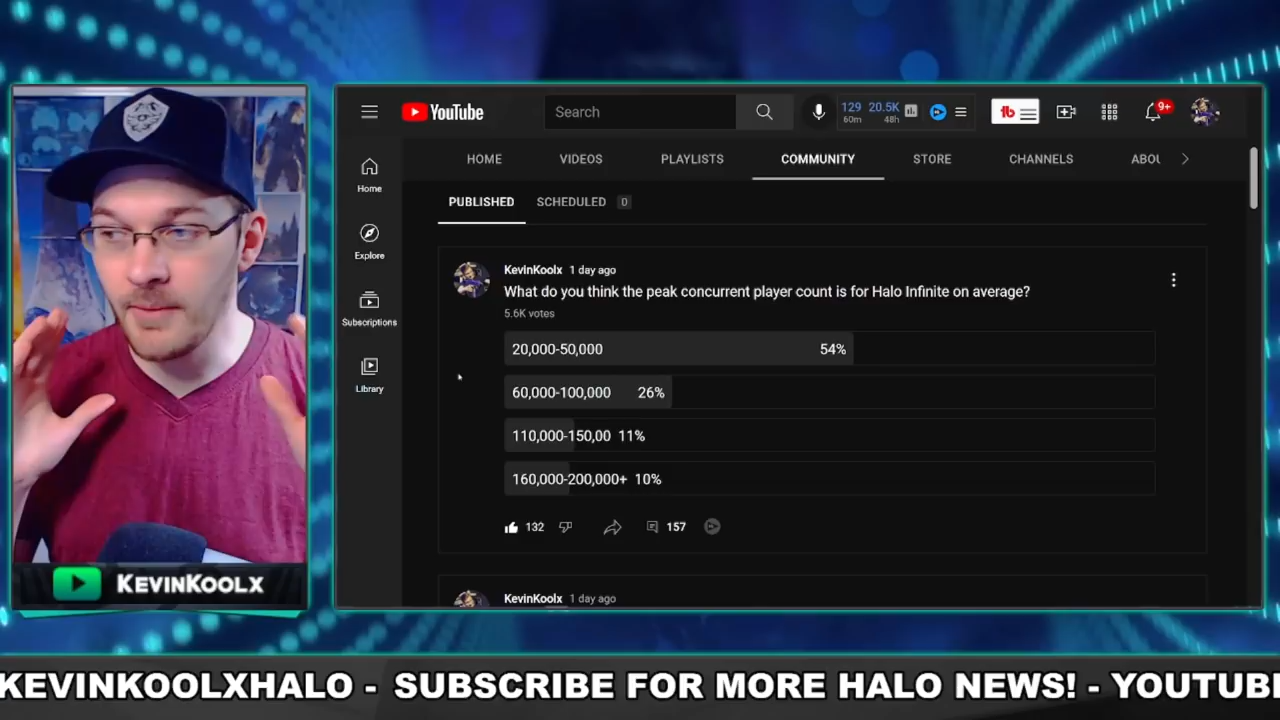 YouTube
Search
129 20.5K
60m 48h
9+
HOME VIDEOS PLAYLISTS COMMUNITY STORE CHANNELS ABOU
PUBLISHED SCHEDULED 0
Home
Explore
Subscriptions
Library
KevinKoolx 1 day ago
What do you think the peak concurrent player count is for Halo Infinite on average?
5.6K votes
20,000-50,000 54%
60,000-100,000 26%
110,000-150,00 11%
160,000-200,000+ 10%
132 157
KevinKoolx 1 day ago
KEVINKOOLX
KEVINKOOLXHALO - SUBSCRIBE FOR MORE HALO NEWS! - YOUTUBE